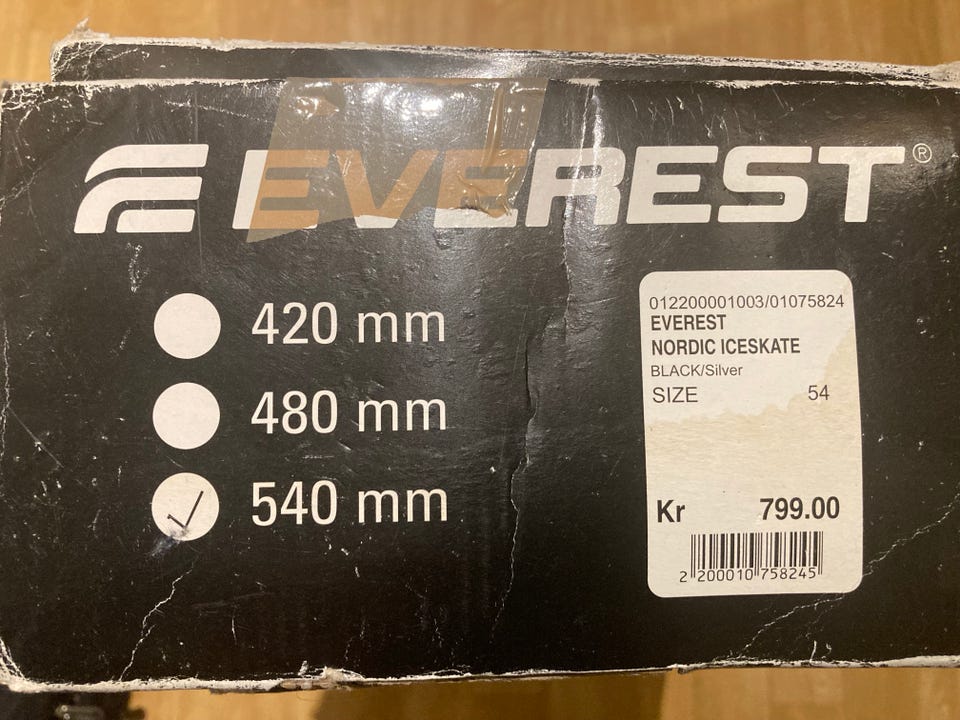 EVEREST®
420 mm
480 mm
540 mm
012200001003/01075824
EVEREST
NORDIC ICESKATE
BLACK/Silver
SIZE 54
Kr 799.00
2 200010 758245